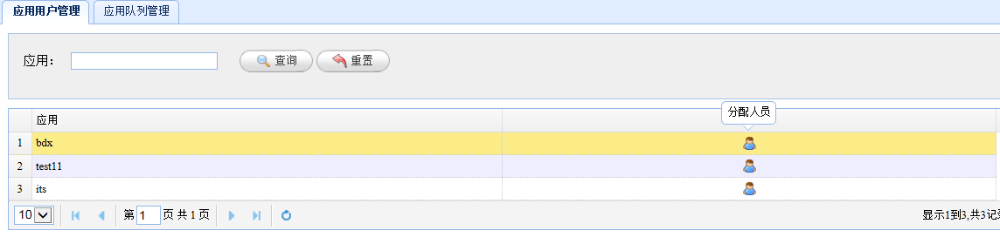 应用用户管理 应用队列管理
应用： 查询 重置
分配人员
应用
1 bdx
2 test11
3 its
10 第 1 页 共 1 页 显示1到3,共3记